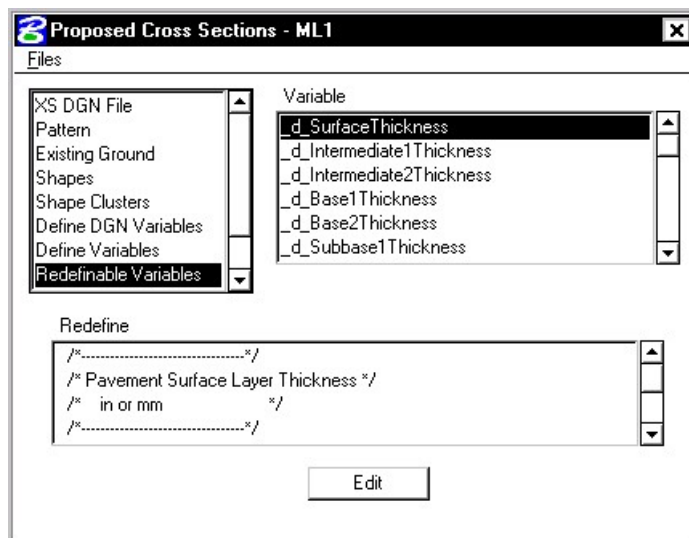 Proposed Cross Sections - ML1
Files
XS DGN File
Pattern
Existing Ground
Shapes
Shape Clusters
Define DGN Variables
Define Variables
Redefinable Variables
Variable
_d_SurfaceThickness
_d_Intermediate1Thickness
_d_Intermediate2Thickness
_d_Base1Thickness
_d_Base2Thickness
_d_Subbase1Thickness
Redefine
/*---------------------------------*/
/* Pavement Surface Layer Thickness */
/* in or mm */
/*---------------------------------*/
Edit